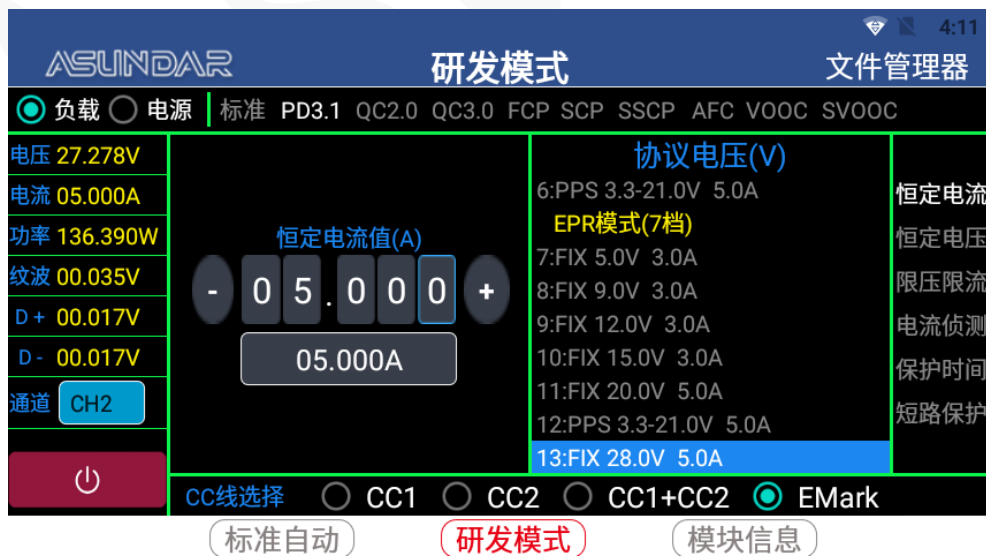 4:11
ASUNDAR 研发模式 文件管理器
负载 电源 标准 PD3.1 QC2.0 QC3.0 FCP SCP SSCP AFC VOOC SVOOC
电压 27.278V
电流 05.000A
功率 136.390W
纹波 00.035V
D+ 00.017V
D- 00.017V
通道 CH2
恒定电流值(A)
- 0 5 . 0 0 0 +
05.000A
协议电压(V)
6:PPS 3.3-21.0V 5.0A
EPR模式(7档)
7:FIX 5.0V 3.0A
8:FIX 9.0V 3.0A
9:FIX 12.0V 3.0A
10:FIX 15.0V 3.0A
11:FIX 20.0V 5.0A
12:PPS 3.3-21.0V 5.0A
13:FIX 28.0V 5.0A
恒定电流
恒定电压
限压限流
电流侦测
保护时间
短路保护
CC线选择 CC1 CC2 CC1+CC2 EMark
标准自动 研发模式 模块信息